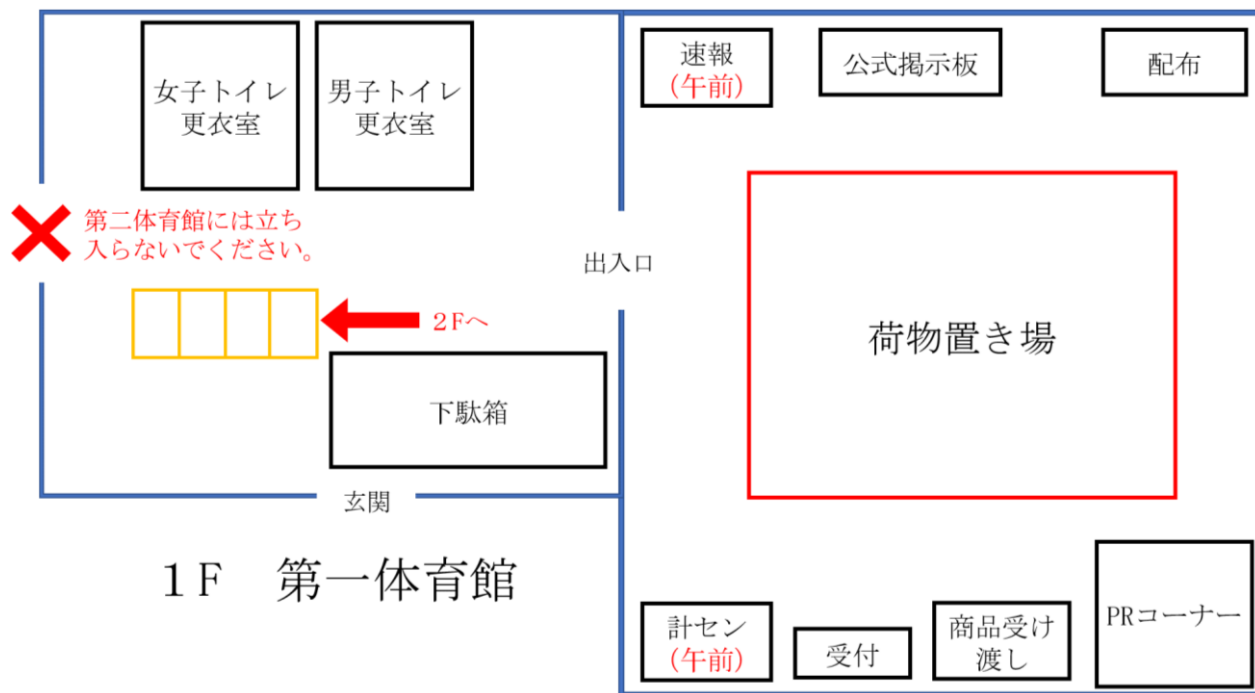 女子トイレ
更衣室
男子トイレ
更衣室
速報
(午前)
公式掲示板
配布
第二体育館には立ち
入らないでください。
出入口
2Fへ
荷物置き場
下駄箱
玄関
1F 第一体育館
計セン
(午前)
受付
商品受け
渡し
PRコーナー